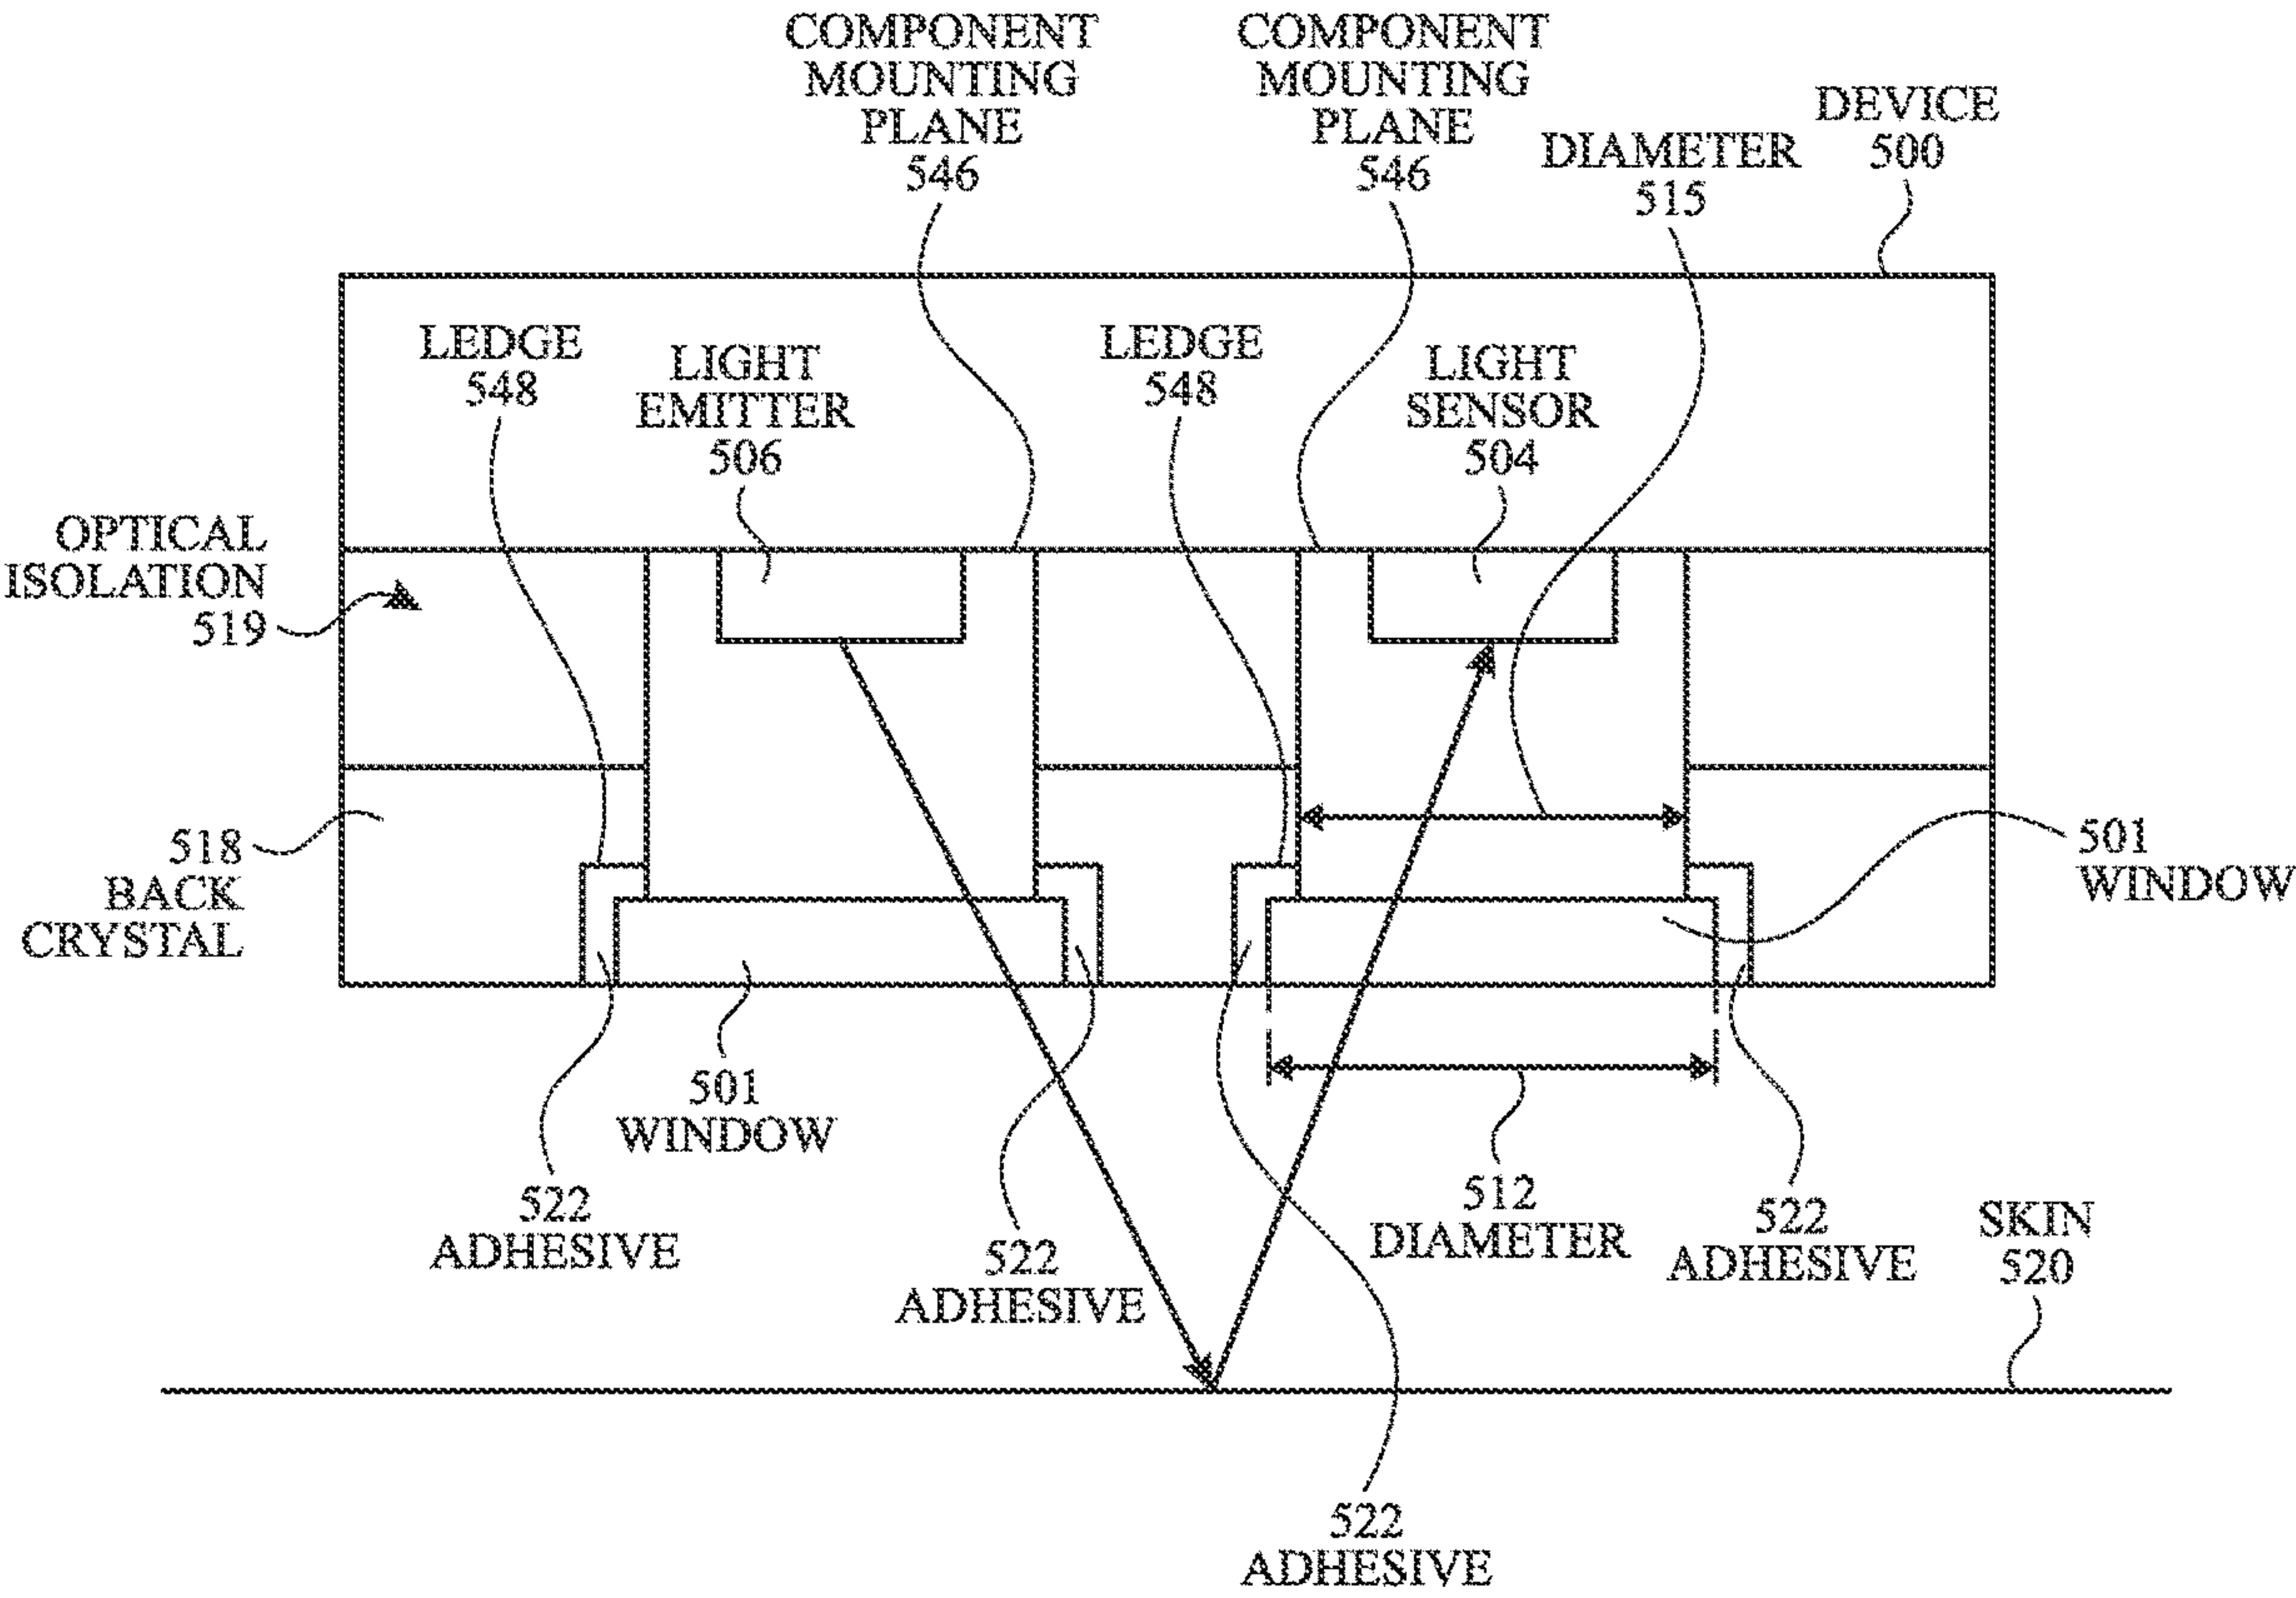 COMPONENT
MOUNTING
PLANE
546
COMPONENT
MOUNTING
PLANE
546
DIAMETER
515
DEVICE
500
LEDGE
548
LIGHT
EMITTER
506
LEDGE
548
LIGHT
SENSOR
504
OPTICAL
ISOLATION
519
518
BACK
CRYSTAL
501
WINDOW
501
WINDOW
522
ADHESIVE
522
ADHESIVE
512
DIAMETER
522
ADHESIVE
SKIN
520
522
ADHESIVE